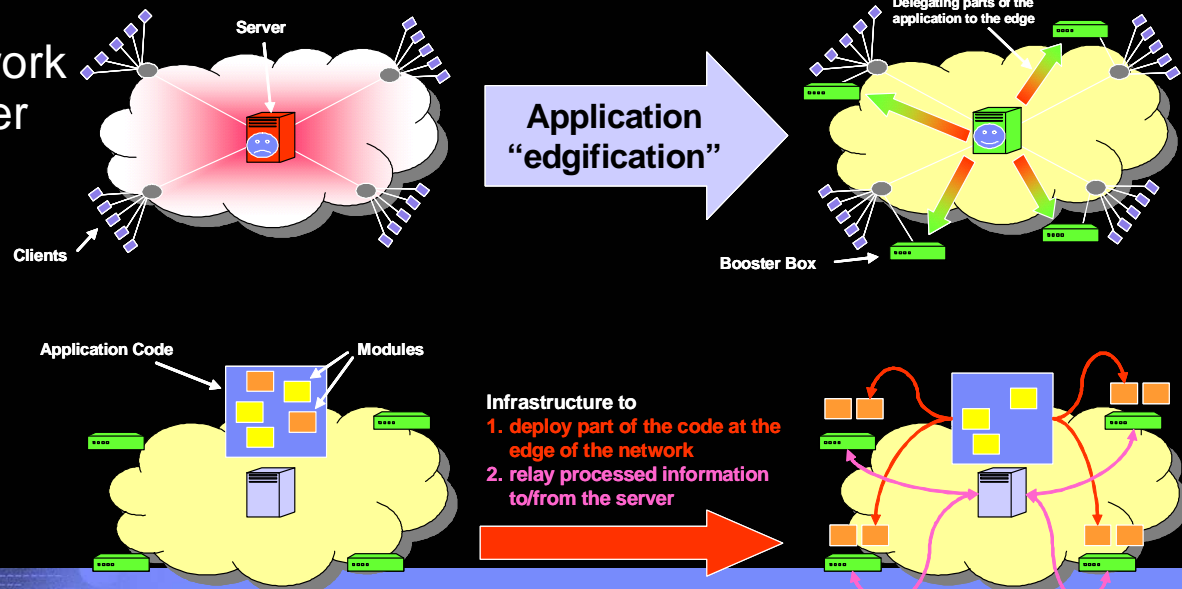 Delegating parts of the
application to the edge
Server
Application
“edgification”
Clients
Booster Box
Application Code
Modules
Infrastructure to
1. deploy part of the code at the
edge of the network
2. relay processed information
to/from the server